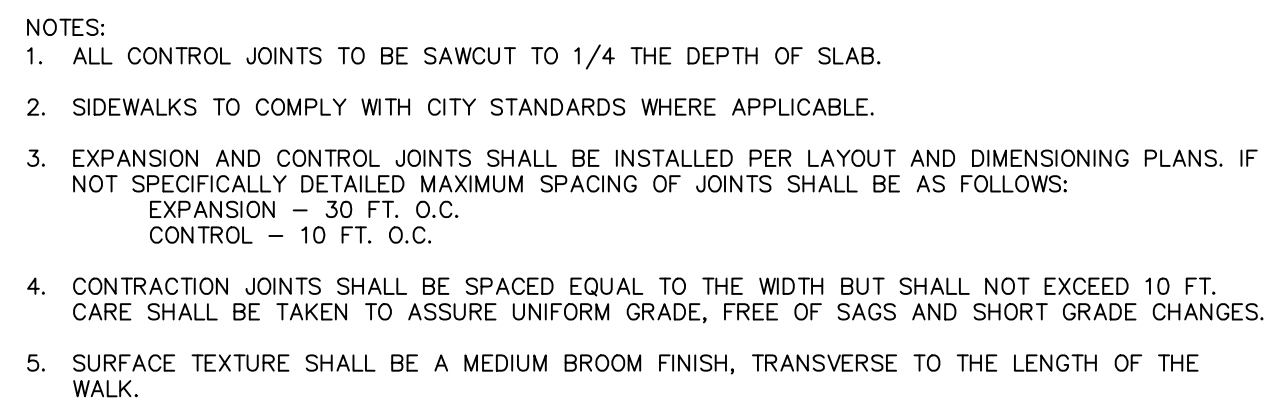 NOTES:
1. ALL CONTROL JOINTS TO BE SAWCUT TO 1/4 THE DEPTH OF SLAB.
2. SIDEWALKS TO COMPLY WITH CITY STANDARDS WHERE APPLICABLE.
3. EXPANSION AND CONTROL JOINTS SHALL BE INSTALLED PER LAYOUT AND DIMENSIONING PLANS. IF
NOT SPECIFICALLY DETAILED MAXIMUM SPACING OF JOINTS SHALL BE AS FOLLOWS:
EXPANSION – 30 FT. O.C.
CONTROL – 10 FT. O.C.
4. CONTRACTION JOINTS SHALL BE SPACED EQUAL TO THE WIDTH BUT SHALL NOT EXCEED 10 FT.
CARE SHALL BE TAKEN TO ASSURE UNIFORM GRADE, FREE OF SAGS AND SHORT GRADE CHANGES.
5. SURFACE TEXTURE SHALL BE A MEDIUM BROOM FINISH, TRANSVERSE TO THE LENGTH OF THE
WALK.